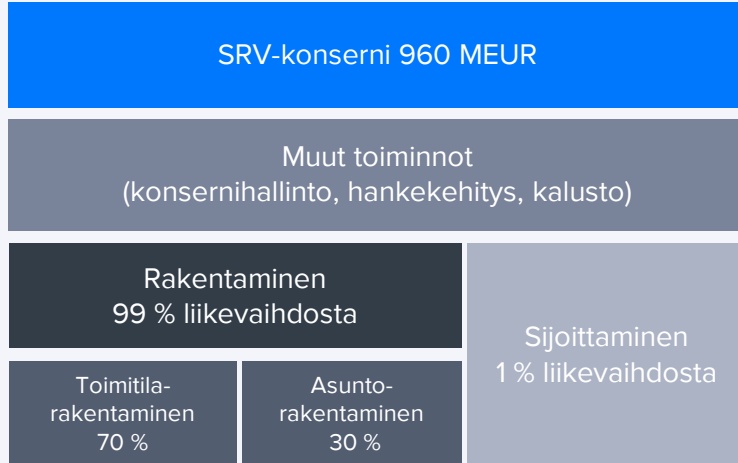 SRV-konserni 960 MEUR
Muut toiminnot
(konsernihallinto, hankekehitys, kalusto)
Rakentaminen
99 % liikevaihdosta
Sijoittaminen
1 % liikevaihdosta
Toimitila-
rakentaminen
70 %
Asunto-
rakentaminen
30 %